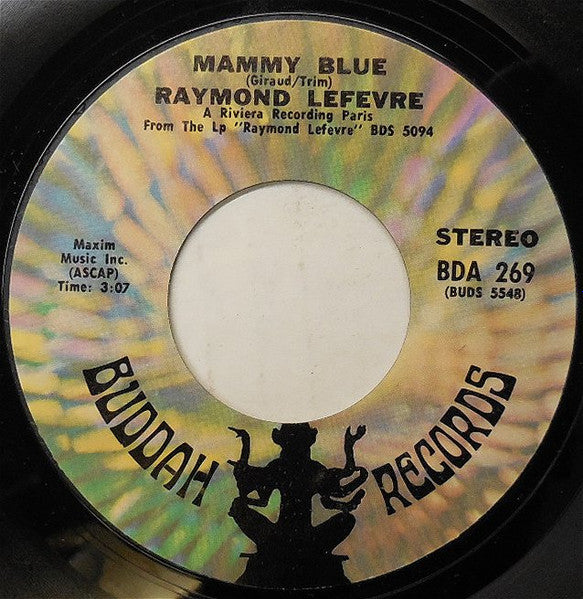 MAMMY BLUE
(Giraud/Trim)
RAYMOND LEFEVRE
A Riviera Recording Paris
From The Lp "Raymond Lefevre" BDS 5094
Maxim
Music Inc.
(ASCAP)
Time: 3:07
STEREO
BDA 269
(BUDS 5548)
BUDDAH RECORDS